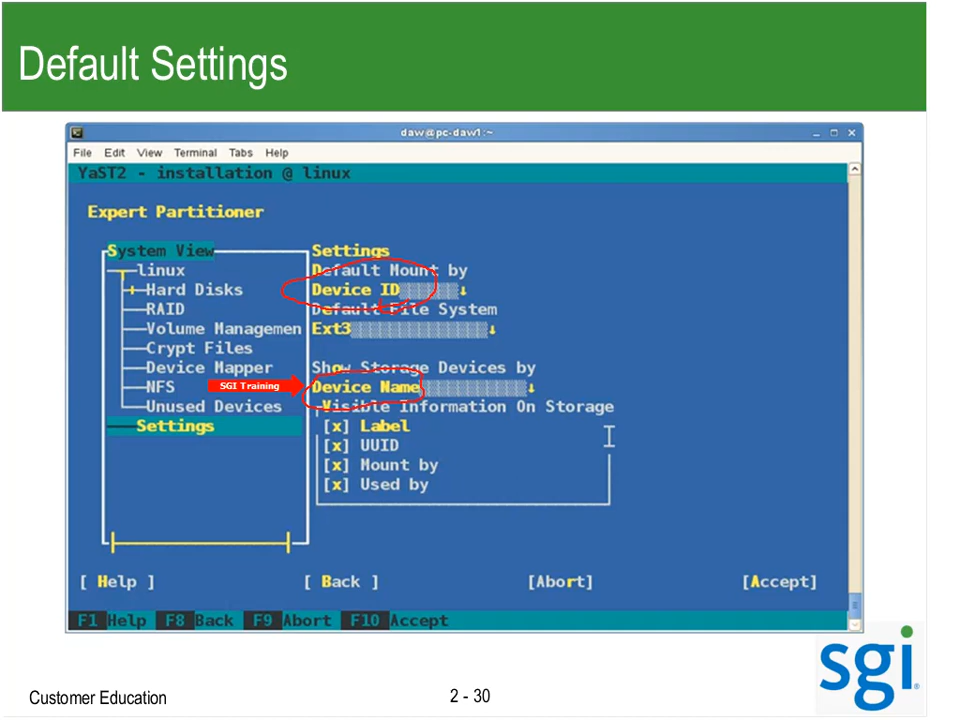 Default Settings
daw@pc-daw1:~
File Edit View Terminal Tabs Help
YaST2 - installation @ linux
Expert Partitioner
System View Settings
linux Default Mount by
Hard Disks Device ID
RAID Default File System
Volume Managemen Ext3
Crypt Files
Device Mapper Show Storage Devices by
NFS SGI Training Device Name
Unused Devices Visible Information On Storage
Settings [x] Label
[x] UUID
[x] Mount by
[x] Used by
[ Help ] [ Back ] [Abort] [Accept]
F1 Help F8 Back F9 Abort F10 Accept
sgi®
Customer Education 2 - 30